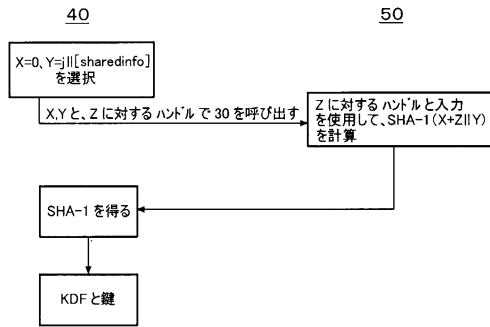 40
50
X=0、Y=j||[sharedinfo]
を選択
X,Yと、Zに対するハンドルで30を呼び出す
Zに対するハンドルと入力
を使用して、SHA-1(X+Z||Y)
を計算
SHA-1を得る
KDFと鍵